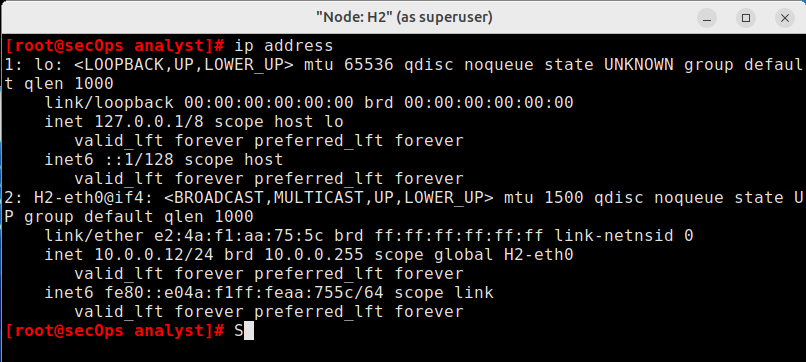 "Node: H2" (as superuser)
[root@secOps analyst]# ip address
1: lo: <LOOPBACK,UP,LOWER_UP> mtu 65536 qdisc noqueue state UNKNOWN group defaul
t qlen 1000
    link/loopback 00:00:00:00:00:00 brd 00:00:00:00:00:00
    inet 127.0.0.1/8 scope host lo
       valid_lft forever preferred_lft forever
    inet6 ::1/128 scope host
       valid_lft forever preferred_lft forever
2: H2-eth0@if4: <BROADCAST,MULTICAST,UP,LOWER_UP> mtu 1500 qdisc noqueue state U
P group default qlen 1000
    link/ether e2:4a:f1:aa:75:5c brd ff:ff:ff:ff:ff:ff link-netnsid 0
    inet 10.0.0.12/24 brd 10.0.0.255 scope global H2-eth0
       valid_lft forever preferred_lft forever
    inet6 fe80::e04a:f1ff:feaa:755c/64 scope link
       valid_lft forever preferred_lft forever
[root@secOps analyst]# S